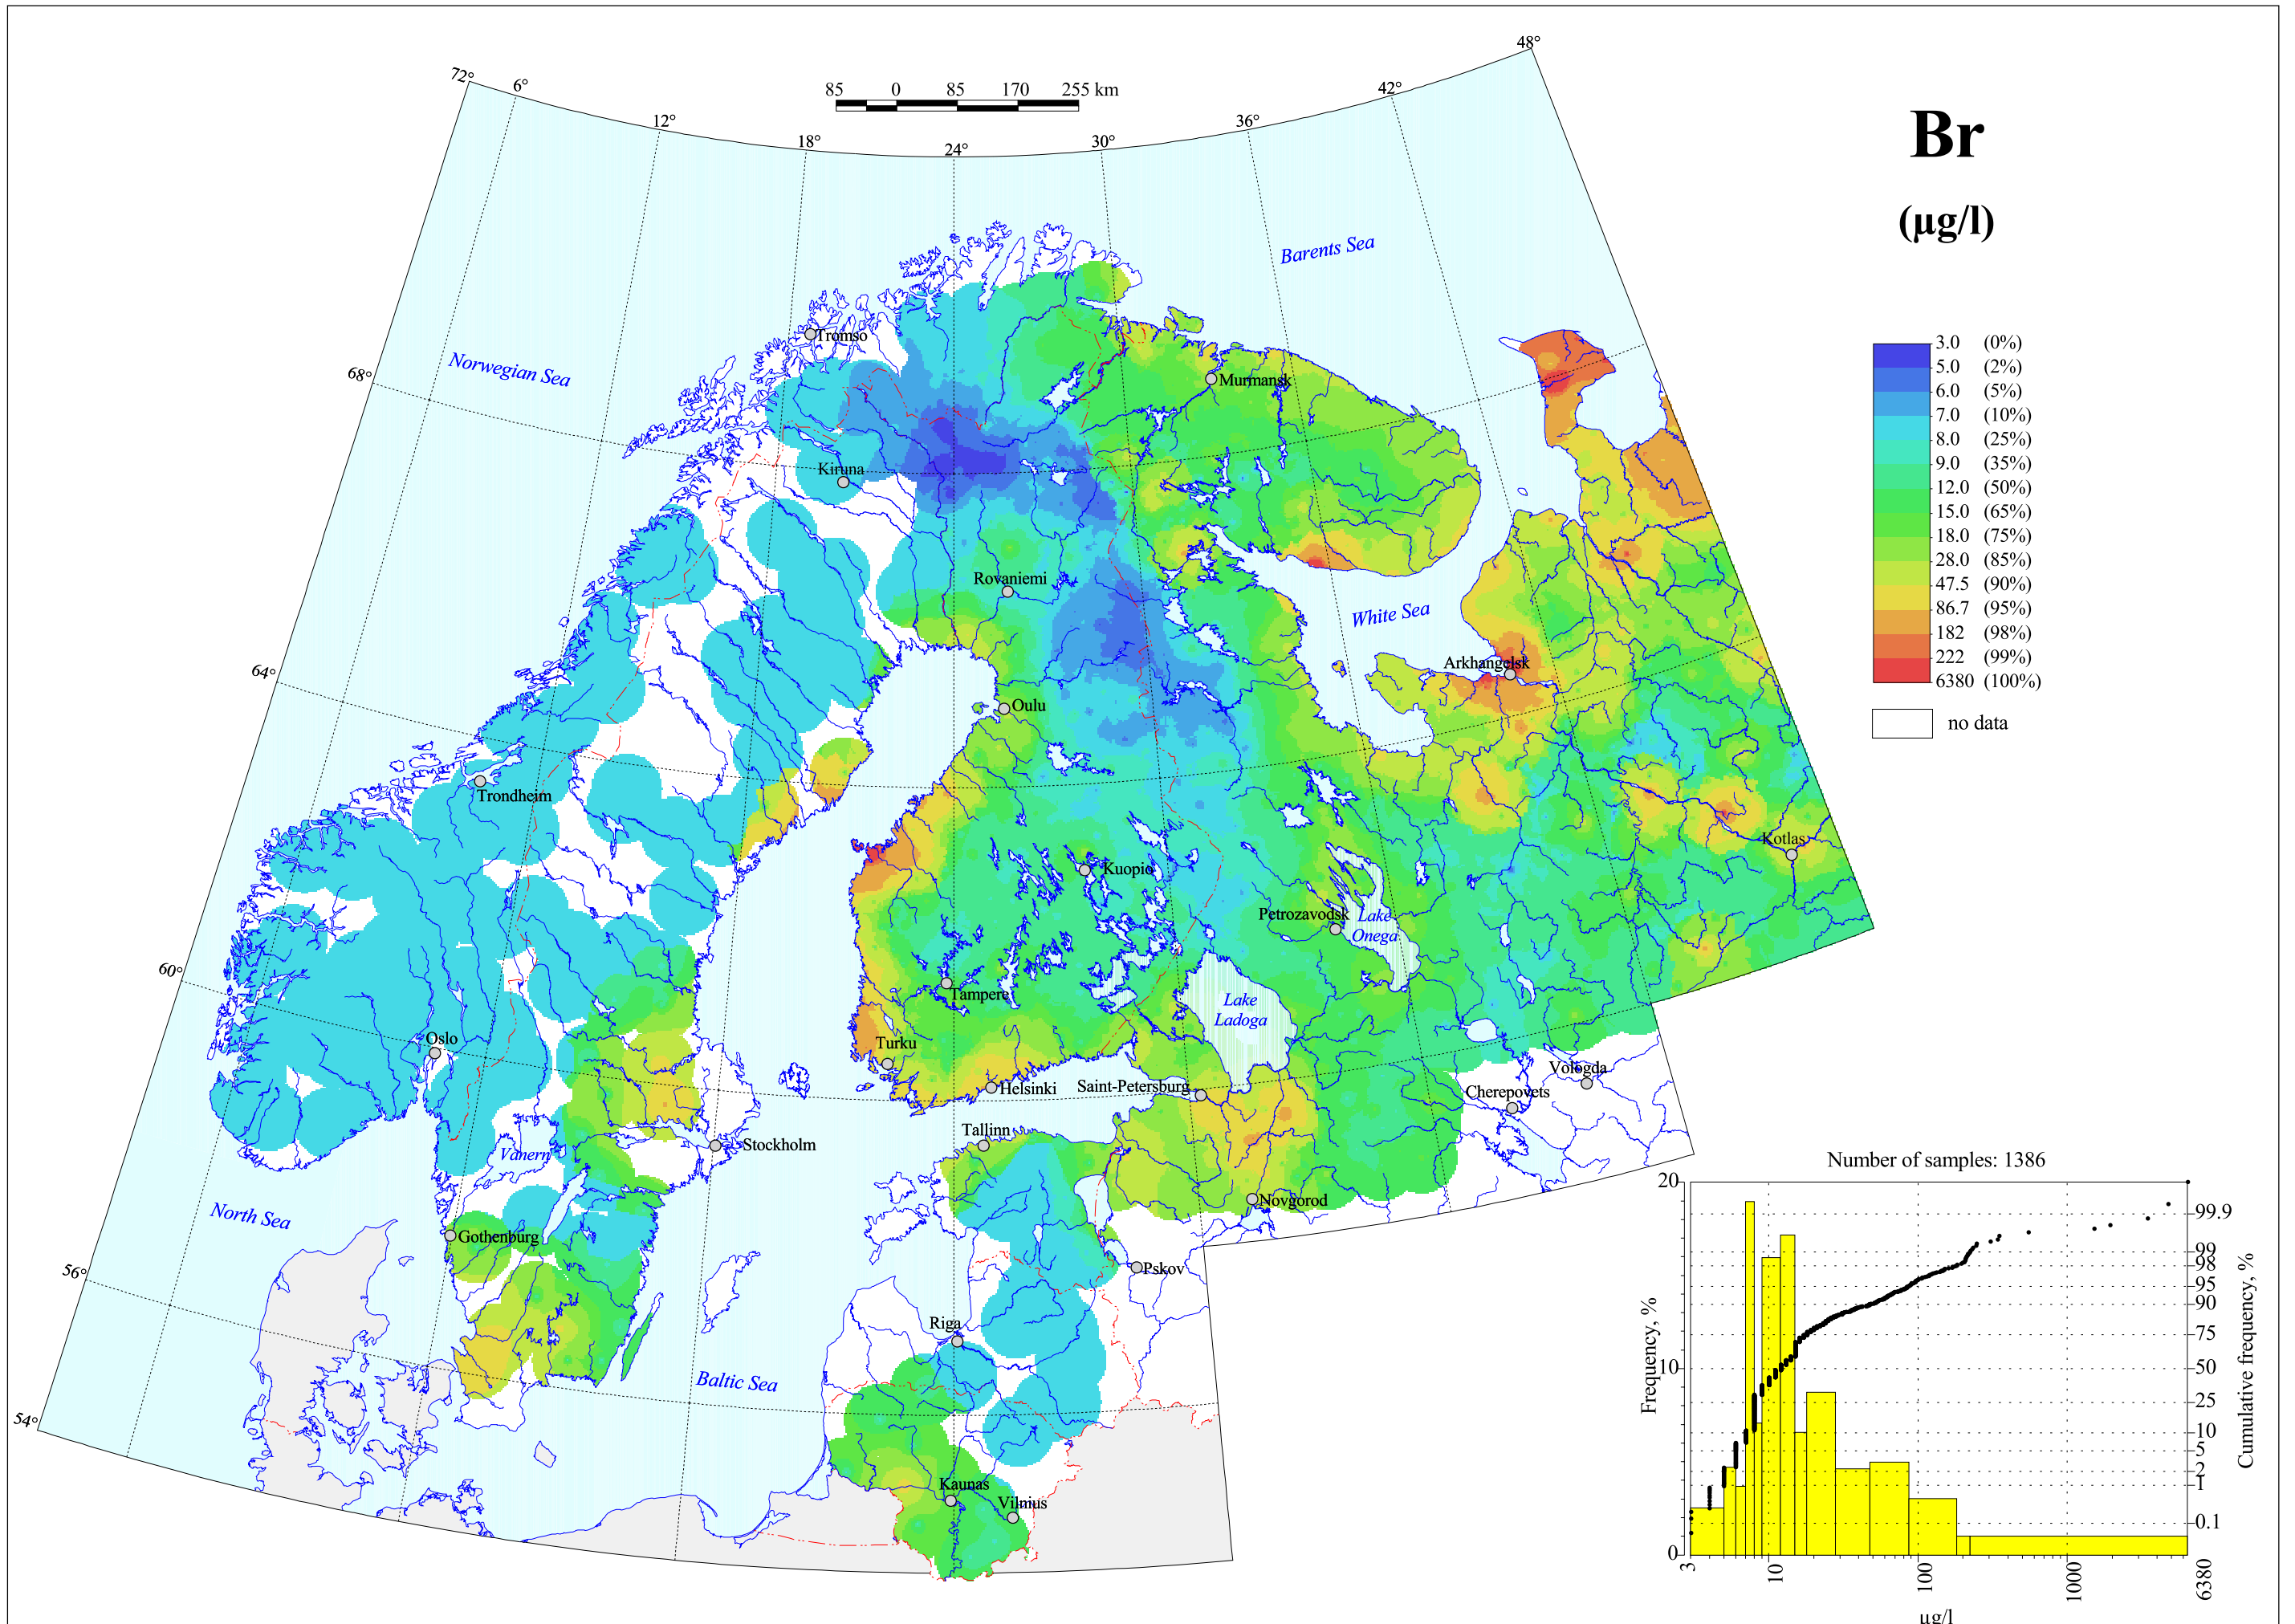 48°
72°
6°
42°
85 0 85 170 255 km
12°
36°
18°
30°
24°
Br
(µg/l)
Barents Sea
Tromso
3.0 (0%)
5.0 (2%)
6.0 (5%)
7.0 (10%)
8.0 (25%)
9.0 (35%)
12.0 (50%)
15.0 (65%)
18.0 (75%)
28.0 (85%)
47.5 (90%)
86.7 (95%)
182 (98%)
222 (99%)
6380 (100%)
no data
Norwegian Sea
68°
Murmansk
Kiruna
Rovaniemi
White Sea
Arkhangelsk
64°
Oulu
Trondheim
Kotlas
Kuopio
Petrozavodsk
Lake
Onega
60°
Tampere
Lake
Ladoga
Oslo
Turku
Vologda
Helsinki
Saint-Petersburg
Cherepovets
Tallinn
Stockholm
Vanern
Novgorod
North Sea
Gothenburg
Pskov
56°
Riga
Baltic Sea
54°
Kaunas
Vilnius
Number of samples: 1386
20
10
0
Frequency, %
99.9
99
98
95
90
75
50
25
10
5
2
1
0.1
Cumulative frequency, %
3
10
100
1000
6380
µg/l